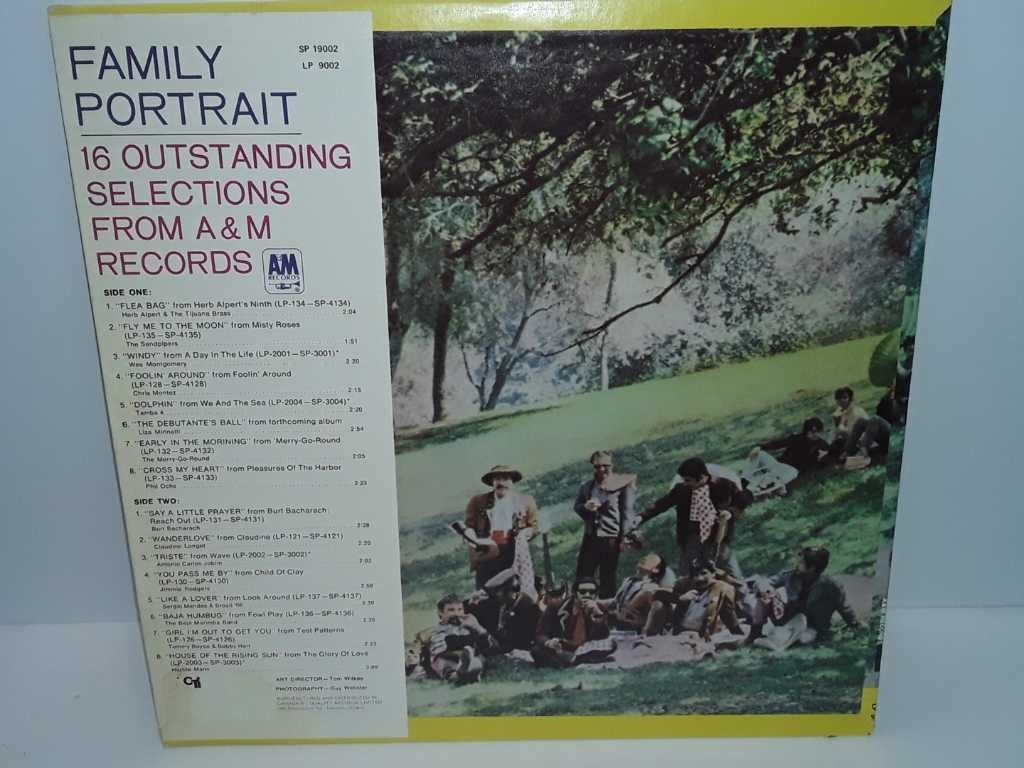 FAMILY
PORTRAIT
SP 19002
LP 9002
16 OUTSTANDING
SELECTIONS
FROM A & M
RECORDS
AM
RECORDS
SIDE ONE:
1. "FLEA BAG" from Herb Alpert's Ninth (LP-134—SP-4134)
Herb Alpert & The Tijuana Brass 2:04
2. "FLY ME TO THE MOON" from Misty Roses
(LP-135—SP-4135)
The Sandpipers 1:51
3. "WINDY" from A Day In The Life (LP-2001—SP-3001)*
Wes Montgomery 2:20
4. "FOOLIN' AROUND" from Foolin' Around
(LP-128—SP-4128)
Chris Montez 2:15
5. "DOLPHIN" from We And The Sea (LP-2004—SP-3004)*
Tamba 4 2:20
6. "THE DEBUTANTE'S BALL" from forthcoming album
Liza Minnelli 2:54
7. "EARLY IN THE MORINING" from 'Merry-Go-Round
(LP-132—SP-4132)
The Merry-Go-Round 2:05
8. "CROSS MY HEART" from Pleasures Of The Harbor
(LP-133—SP-4133)
Phil Ochs 3:23
SIDE TWO:
1. "SAY A LITTLE PRAYER" from Burt Bacharach:
Reach Out (LP-131—SP-4131)
Burt Bacharach 2:28
2. "WANDERLOVE" from Claudine (LP-121—SP-4121)
Claudine Longet 2:20
3. "TRISTE" from Wave (LP-2002—SP-3002)*
Antonio Carlos Jobim 2:02
4. "YOU PASS ME BY" from Child Of Clay
(LP-130—SP-4130)
Jimmie Rodgers 2:50
5. "LIKE A LOVER" from Look Around (LP-137—SP-4137)
Sergio Mendes & Brasil '66
6. "BAJA HUMBUG" from Fowl Play (LP-136—SP-4136)
The Baja Marimba Band
7. "GIRL I'M OUT TO GET YOU" from Test Patterns
(LP-126—SP-4126)
Tommy Boyce & Bobby Hart 2:23
8. "HOUSE OF THE RISING SUN" from The Glory Of Love
(LP-2003—SP-3003)*
Herbie Mann
CTi
ART DIRECTOR—Tom Wilkes
PHOTOGRAPHY—Guy Webster
MANUFACTURED AND DISTRIBUTED IN
CANADA BY QUALITY RECORDS LIMITED